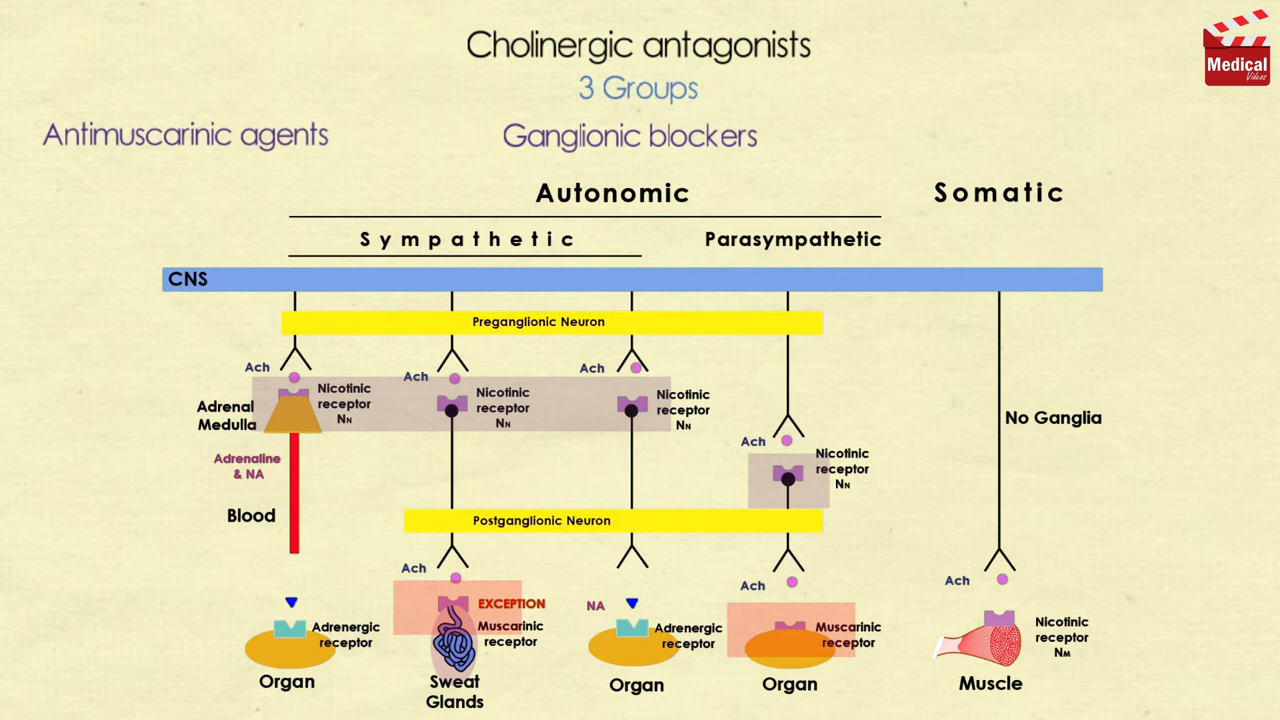 Cholinergic antagonists
3 Groups
Antimuscarinic agents
Ganglionic blockers
Medical
Videos
Autonomic
Somatic
Sympathetic
Parasympathetic
CNS
Preganglionic Neuron
Ach
Nicotinic
receptor
NN
Adrenal
Medulla
Adrenaline
& NA
Blood
Ach
Nicotinic
receptor
NN
Ach
Nicotinic
receptor
NN
Ach
Nicotinic
receptor
NN
No Ganglia
Postganglionic Neuron
Adrenergic
receptor
Organ
Ach
EXCEPTION
Muscarinic
receptor
Sweat
Glands
NA
Adrenergic
receptor
Organ
Ach
Muscarinic
receptor
Organ
Ach
Nicotinic
receptor
NM
Muscle